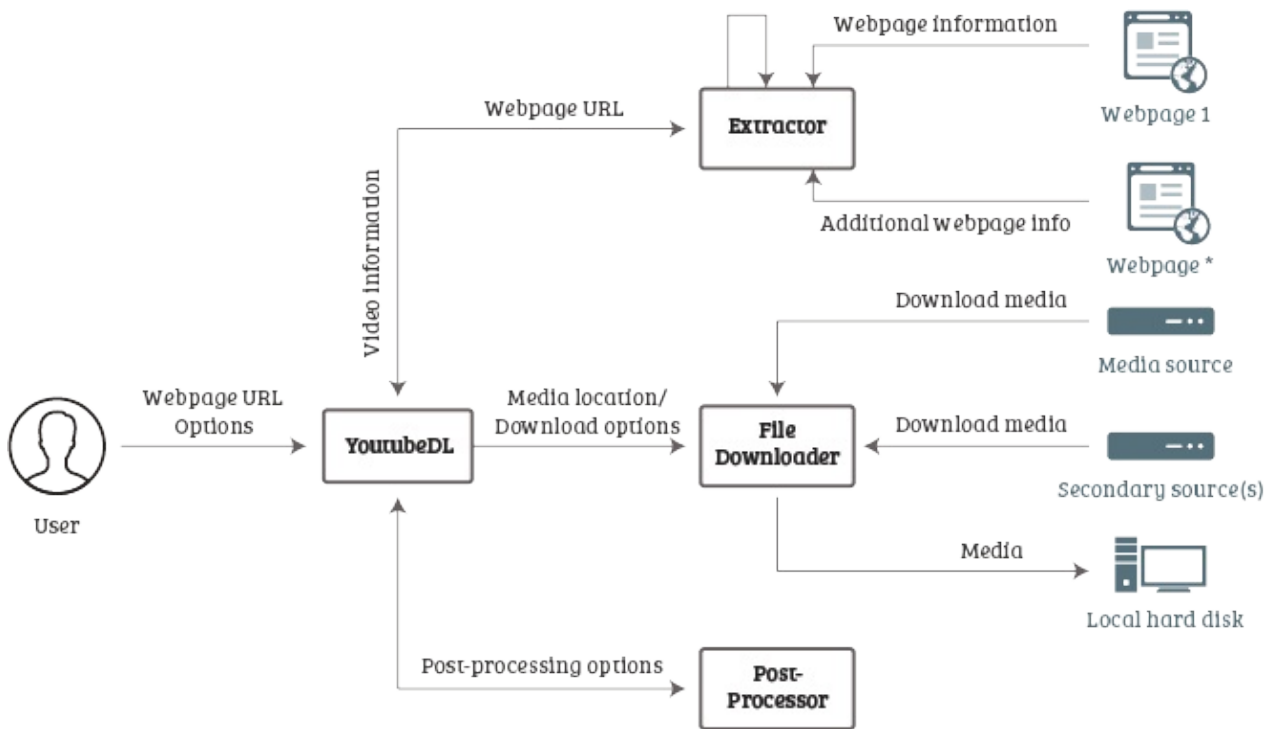 Webpage information
Webpage 1
Webpage URL
Extractor
Additional webpage info
Webpage *
Video information
Download media
Media source
Webpage URL
Options
YoutubeDL
Media location/
Download options
File
Downloader
Download media
Secondary source(s)
User
Media
Local hard disk
Post-processing options
Post-
Processor